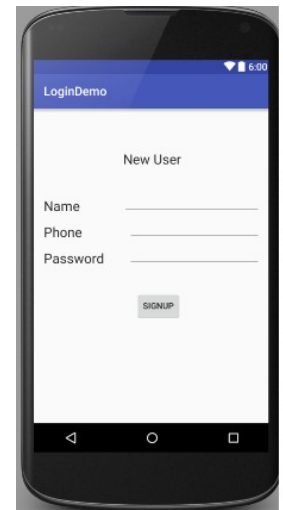 6:00
LoginDemo
New User
Name
Phone
Password
SIGNUP